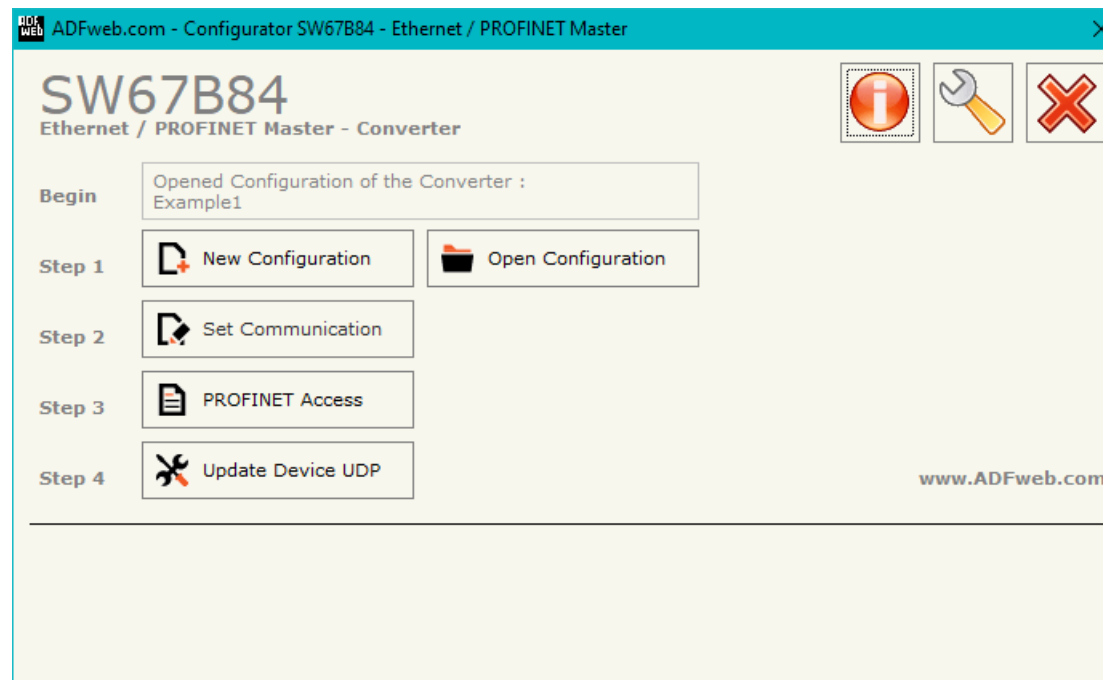 ADF WEB ADFweb.com - Configurator SW67B84 - Ethernet / PROFINET Master
SW67B84
Ethernet / PROFINET Master - Converter
Begin
Opened Configuration of the Converter :
Example1
Step 1
New Configuration
Open Configuration
Step 2
Set Communication
Step 3
PROFINET Access
Step 4
Update Device UDP
www.ADFweb.com